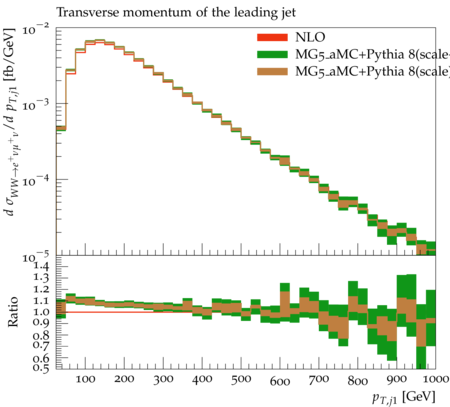 Transverse momentum of the leading jet
NLO
MG5_aMC+Pythia 8(scale+
MG5_aMC+Pythia 8(scale)
d σ_{WW→e⁺νμ⁺ν}/d p_{T,j1} [fb/GeV]
10⁻²
10⁻³
10⁻⁴
10⁻⁵
1.4
1.3
1.2
1.1
1.0
0.9
0.8
0.7
0.6
0.5
Ratio
100 200 300 400 500 600 700 800 900 1000
p_{T,j1} [GeV]